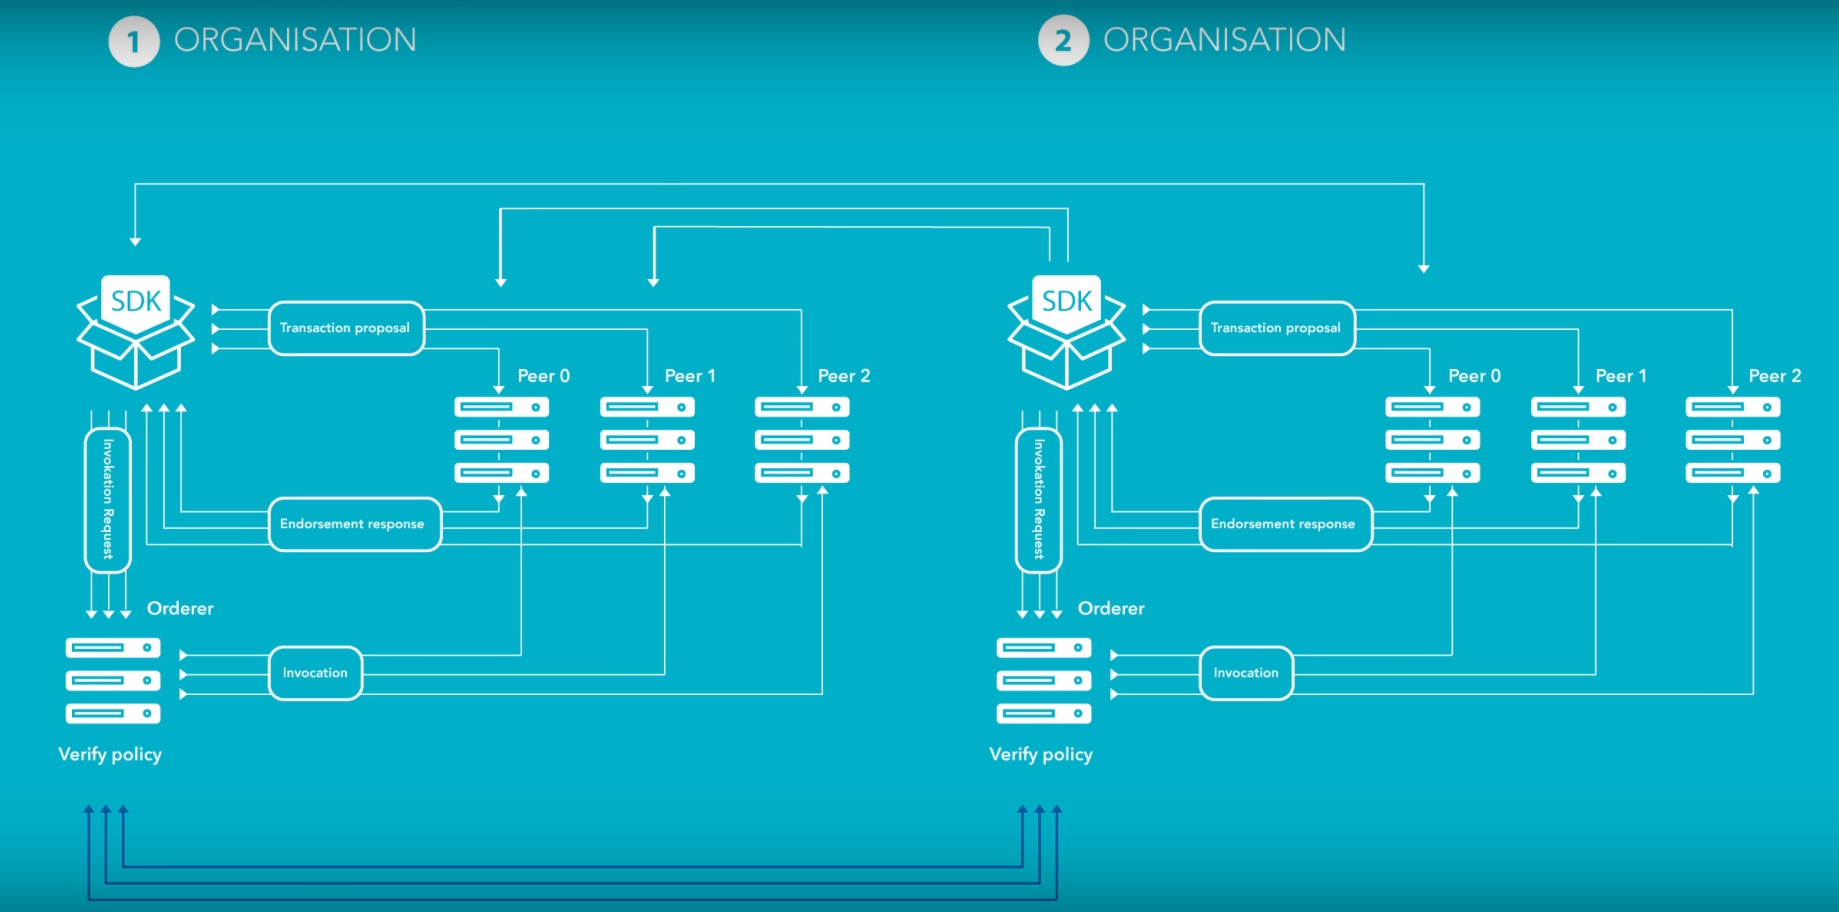 1 ORGANISATION
2 ORGANISATION
SDK
Transaction proposal
Peer 0
Peer 1
Peer 2
Invokation Request
Endorsement response
Orderer
Invocation
Verify policy
SDK
Transaction proposal
Peer 0
Peer 1
Peer 2
Invokation Request
Endorsement response
Orderer
Invocation
Verify policy